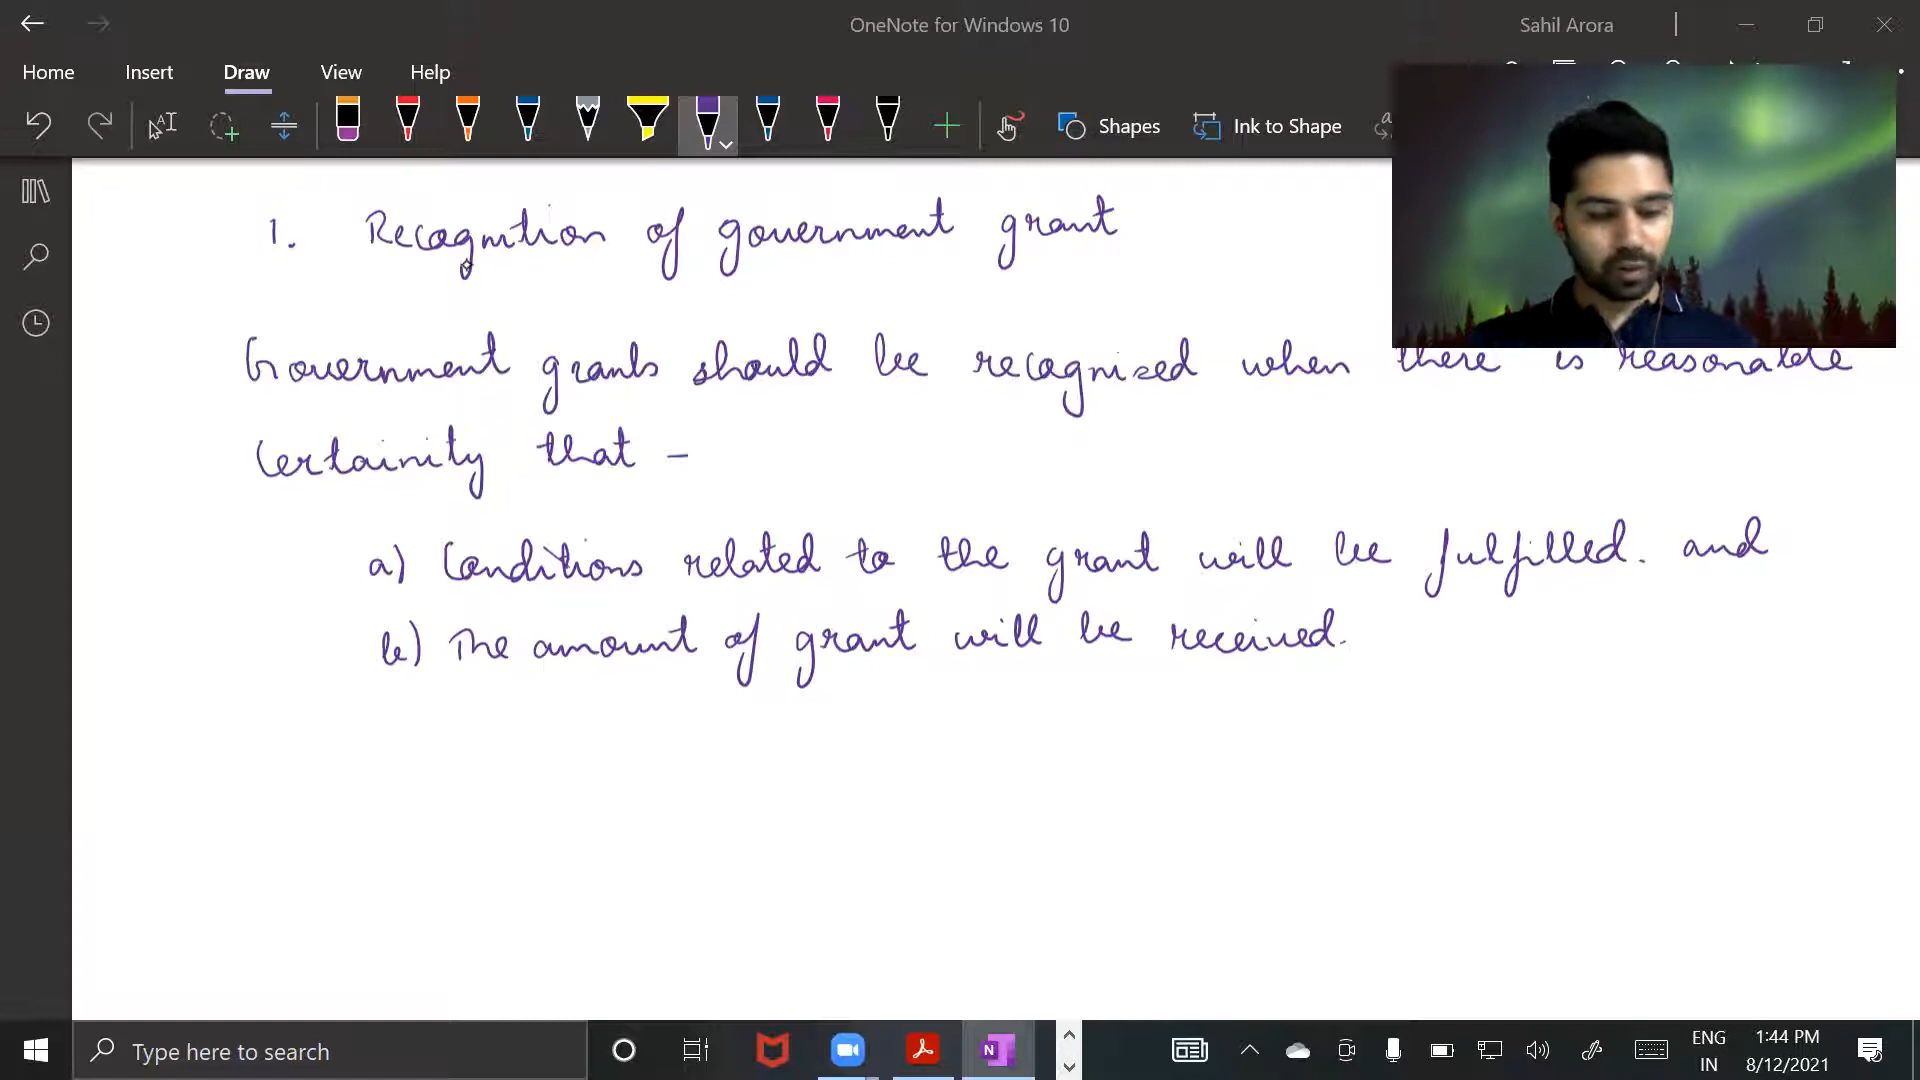 OneNote for Windows 10
Sahil Arora
Home Insert Draw View Help
Shapes
Ink to Shape
1. Recognition of government grant
Government grants should be recognized when there is reasonable
Certainity that -
a) Conditions related to the grant will be fulfilled. and
b) The amount of grant will be received.
Type here to search
ENG
IN
1:44 PM
8/12/2021